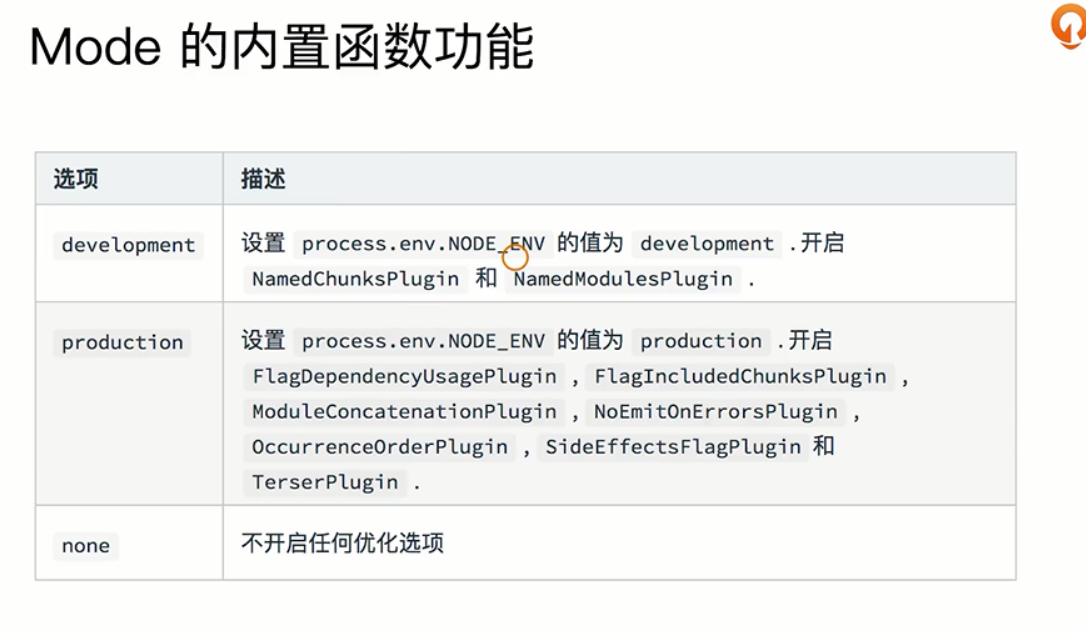 Mode 的内置函数功能
选项 描述
development 设置 process.env.NODE_ENV 的值为 development . 开启
NamedChunksPlugin 和 NamedModulesPlugin .
production 设置 process.env.NODE_ENV 的值为 production . 开启
FlagDependencyUsagePlugin , FlagIncludedChunksPlugin ,
ModuleConcatenationPlugin , NoEmitOnErrorsPlugin ,
OccurrenceOrderPlugin , SideEffectsFlagPlugin 和
TerserPlugin .
none 不开启任何优化选项